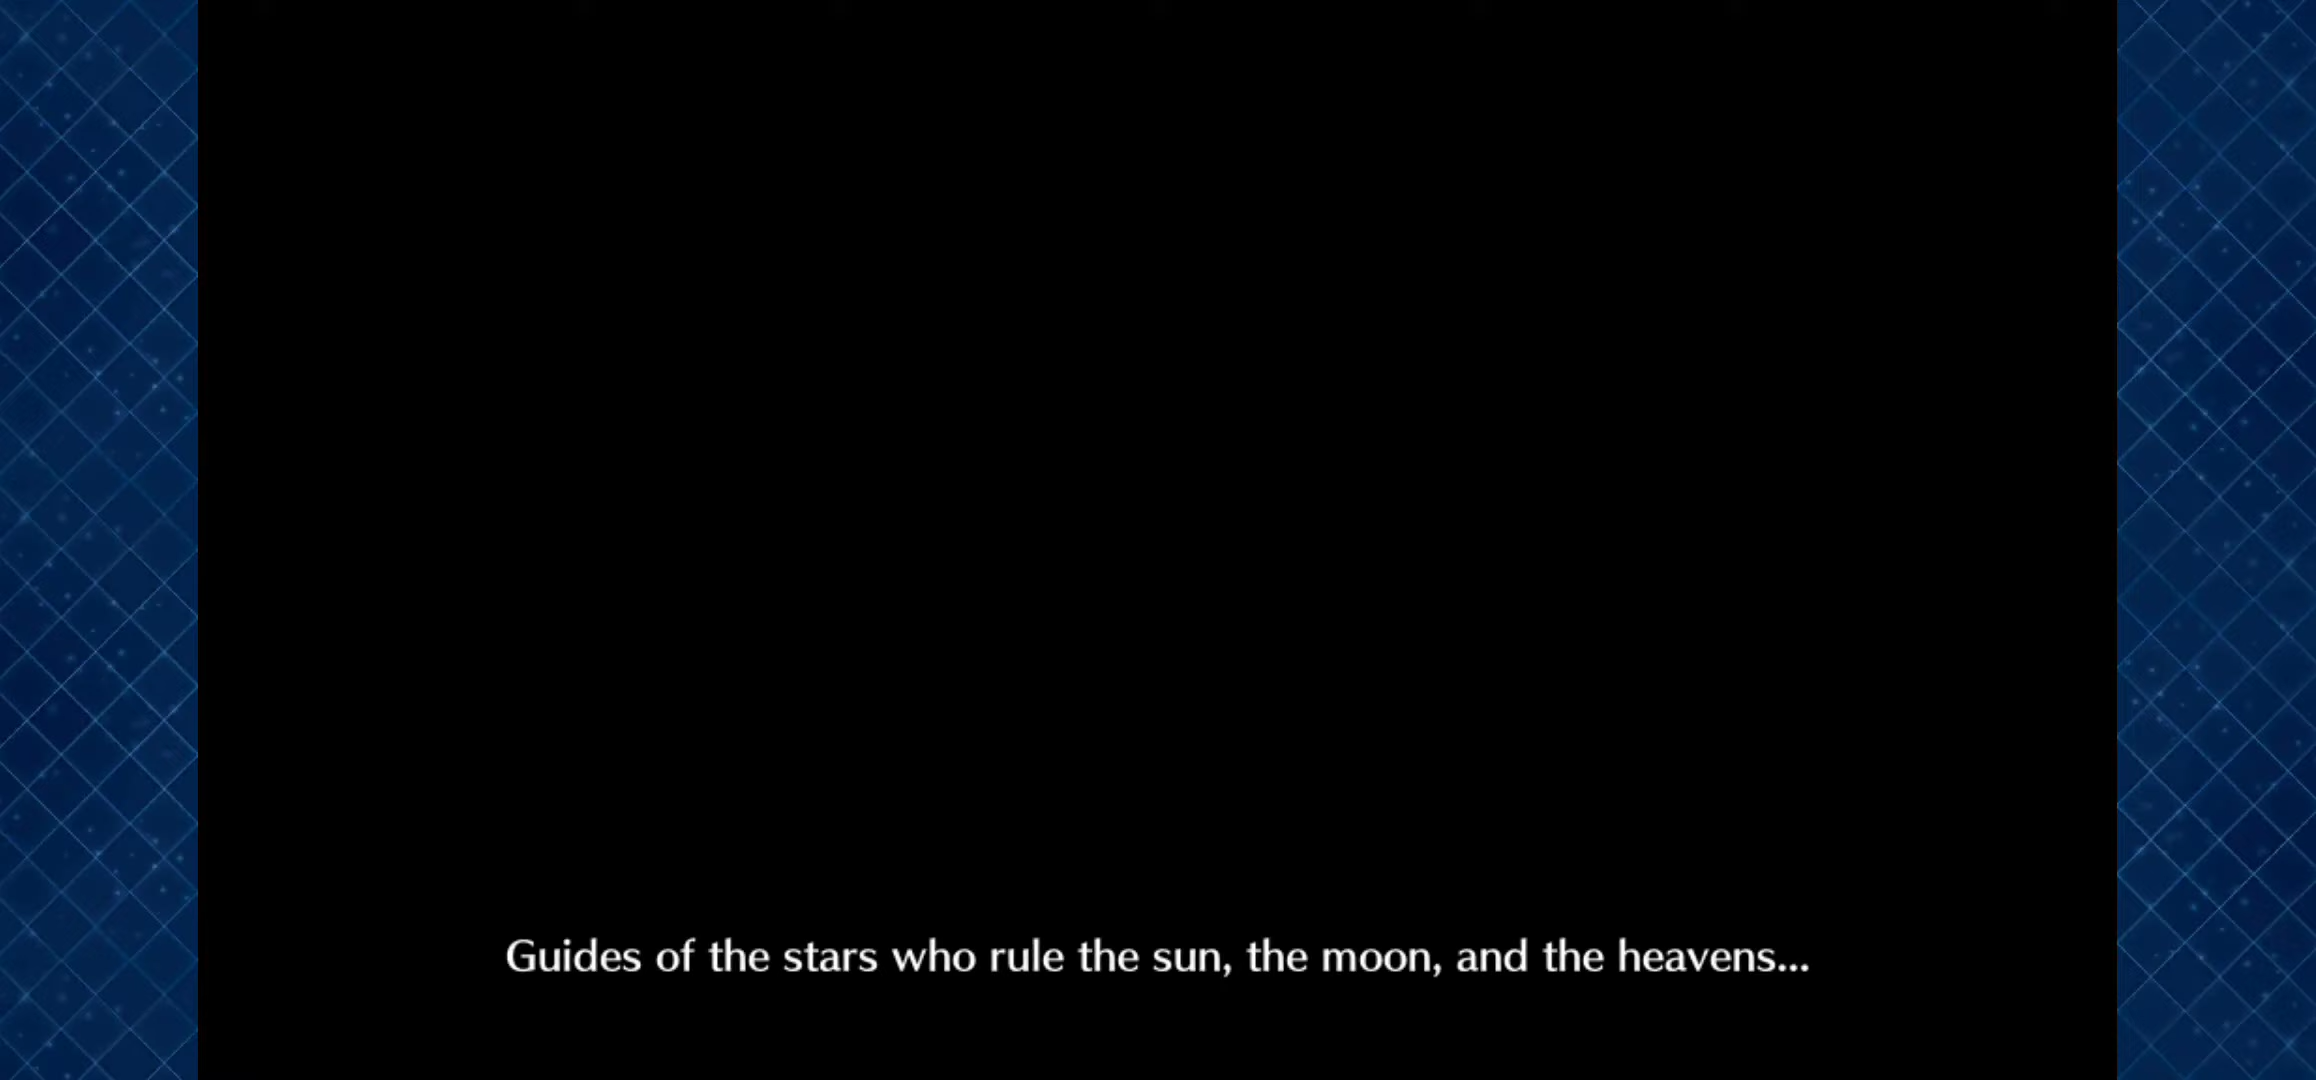 Guides of the stars who rule the sun, the moon, and the heavens...